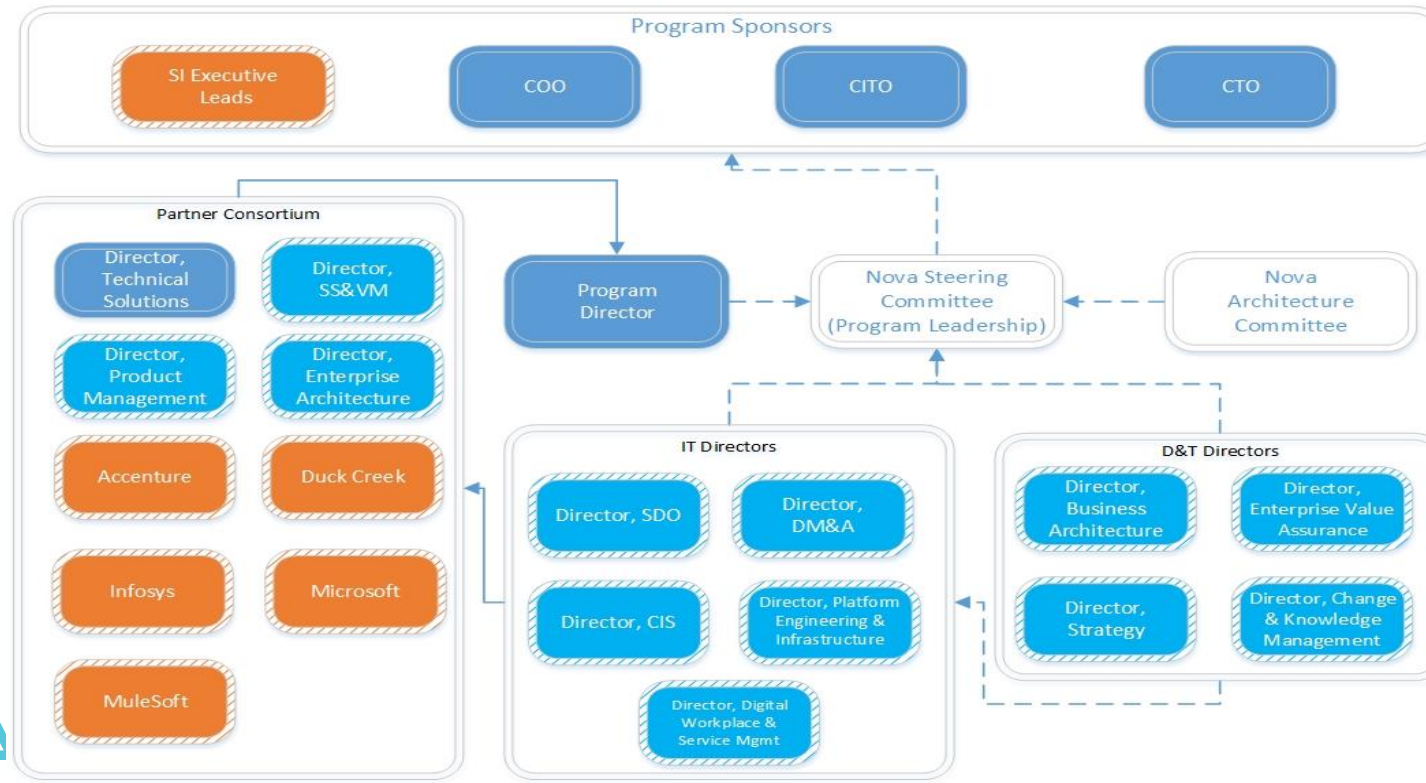 Program Sponsors
SI Executive
Leads
COO
CITO
CTO
Partner Consortium
Director,
Technical
Solutions
Director,
SS&VM
Director,
Product
Management
Director,
Enterprise
Architecture
Accenture
Duck Creek
Infosys
Microsoft
MuleSoft
Program
Director
Nova Steering
Committee
(Program Leadership)
Nova
Architecture
Committee
IT Directors
Director, SDO
Director,
DM&A
Director, CIS
Director, Platform
Engineering &
Infrastructure
Director, Digital
Workplace &
Service Mgmt
D&T Directors
Director,
Business
Architecture
Director,
Enterprise Value
Assurance
Director,
Strategy
Director, Change
& Knowledge
Management